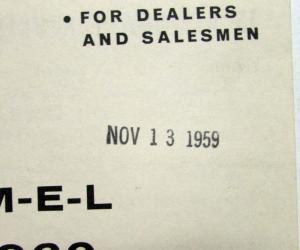 • FOR DEALERS
AND SALESMEN
NOV 13 1959
M-E-L